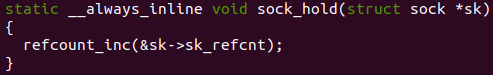 static __always_inline void sock_hold(struct sock *sk)
{
  refcount_inc(&sk->sk_refcnt);
}